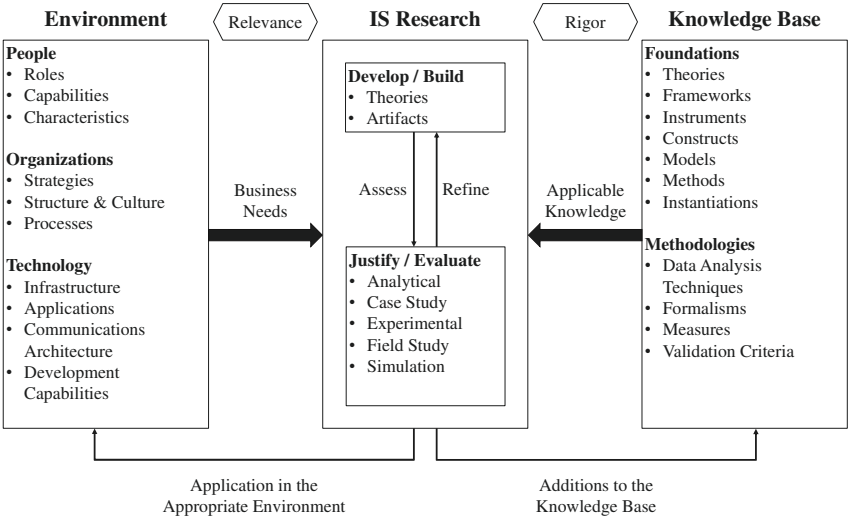 Environment
Relevance
IS Research
Rigor
Knowledge Base
People
• Roles
• Capabilities
• Characteristics
Organizations
• Strategies
• Structure & Culture
• Processes
Technology
• Infrastructure
• Applications
• Communications
Architecture
• Development
Capabilities
Business
Needs
Develop / Build
• Theories
• Artifacts
Assess
Refine
Justify / Evaluate
• Analytical
• Case Study
• Experimental
• Field Study
• Simulation
Applicable
Knowledge
Foundations
• Theories
• Frameworks
• Instruments
• Constructs
• Models
• Methods
• Instantiations
Methodologies
• Data Analysis
Techniques
• Formalisms
• Measures
• Validation Criteria
Application in the
Appropriate Environment
Additions to the
Knowledge Base